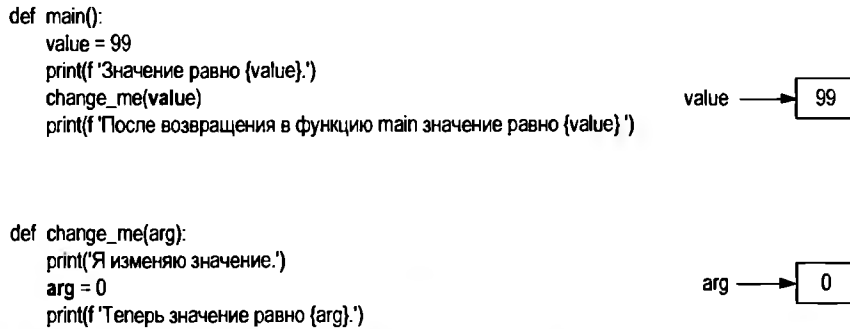 def main():
value = 99
print(f 'Значение равно {value}.')
change_me(value)
print(f 'После возвращения в функцию main значение равно {value} ')
value 99
def change_me(arg):
print('Я изменяю значение.')
arg = 0
print(f 'Теперь значение равно {arg}.')
arg 0